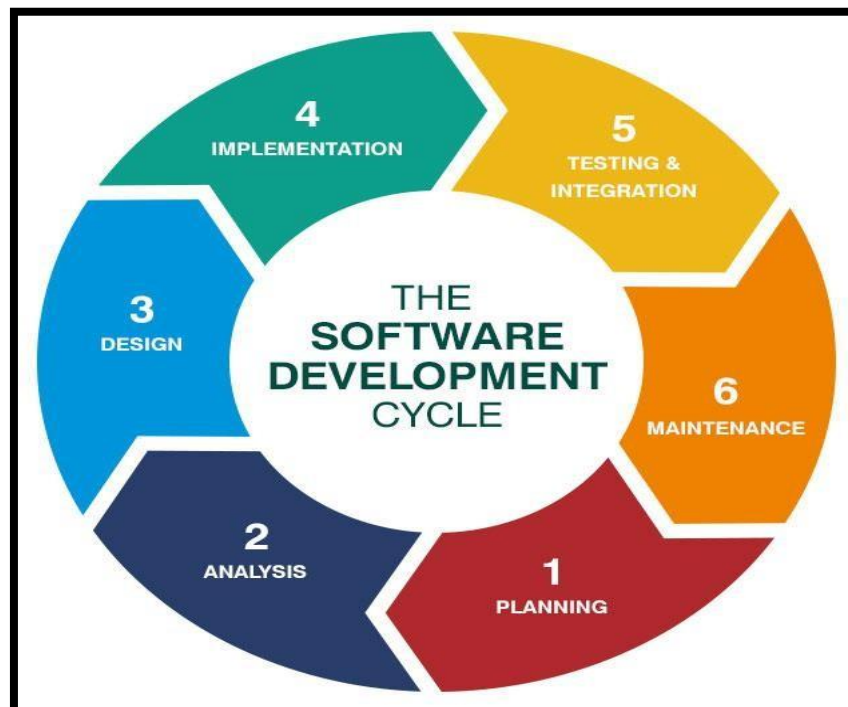 4
IMPLEMENTATION
5
TESTING &
INTEGRATION
3
DESIGN
THE
SOFTWARE
DEVELOPMENT
CYCLE
6
MAINTENANCE
2
ANALYSIS
1
PLANNING